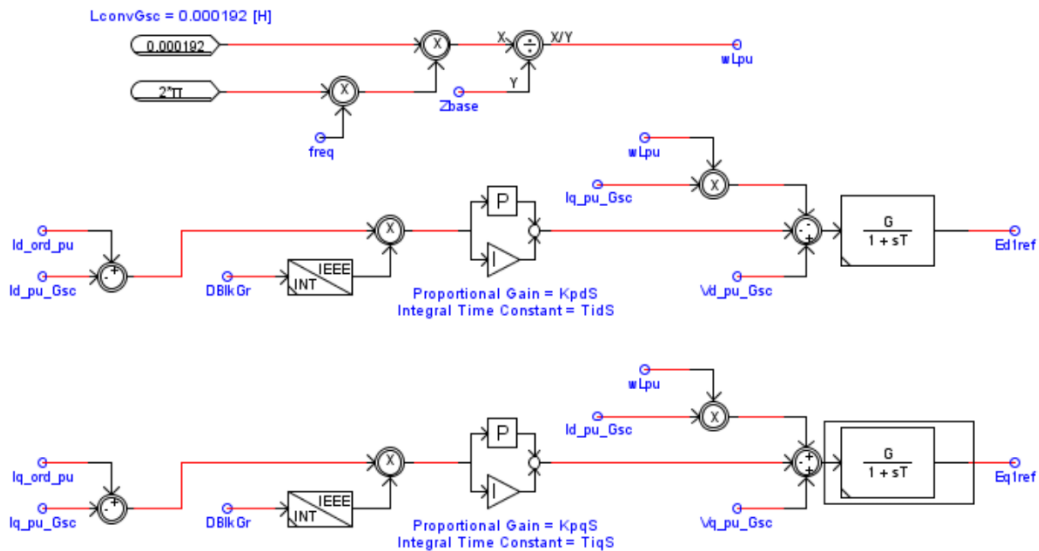 LconvGsc = 0.000192 [H]
0.000192
X
X
÷
X/Y
wLpu
2*π
X
Y
Zbase
freq
wLpu
Iq_pu_Gsc
X
P
Id_ord_pu
X
G
1 + sT
Ed1ref
Id_pu_Gsc
DBlkGr
IEEE
INT
I
Vd_pu_Gsc
Proportional Gain = KpdS
Integral Time Constant = TidS
wLpu
Id_pu_Gsc
X
P
Iq_ord_pu
X
G
1 + sT
Eq1ref
Iq_pu_Gsc
DBlkGr
IEEE
INT
I
Vq_pu_Gsc
Proportional Gain = KpqS
Integral Time Constant = TiqS